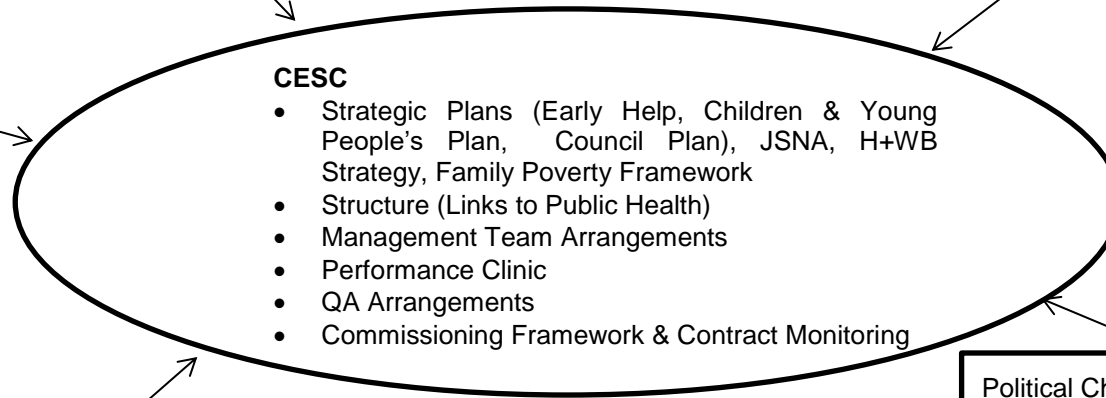 CESC
• Strategic Plans (Early Help, Children & Young
People's Plan, Council Plan), JSNA, H+WB
Strategy, Family Poverty Framework
• Structure (Links to Public Health)
• Management Team Arrangements
• Performance Clinic
• QA Arrangements
• Commissioning Framework & Contract Monitoring
Political